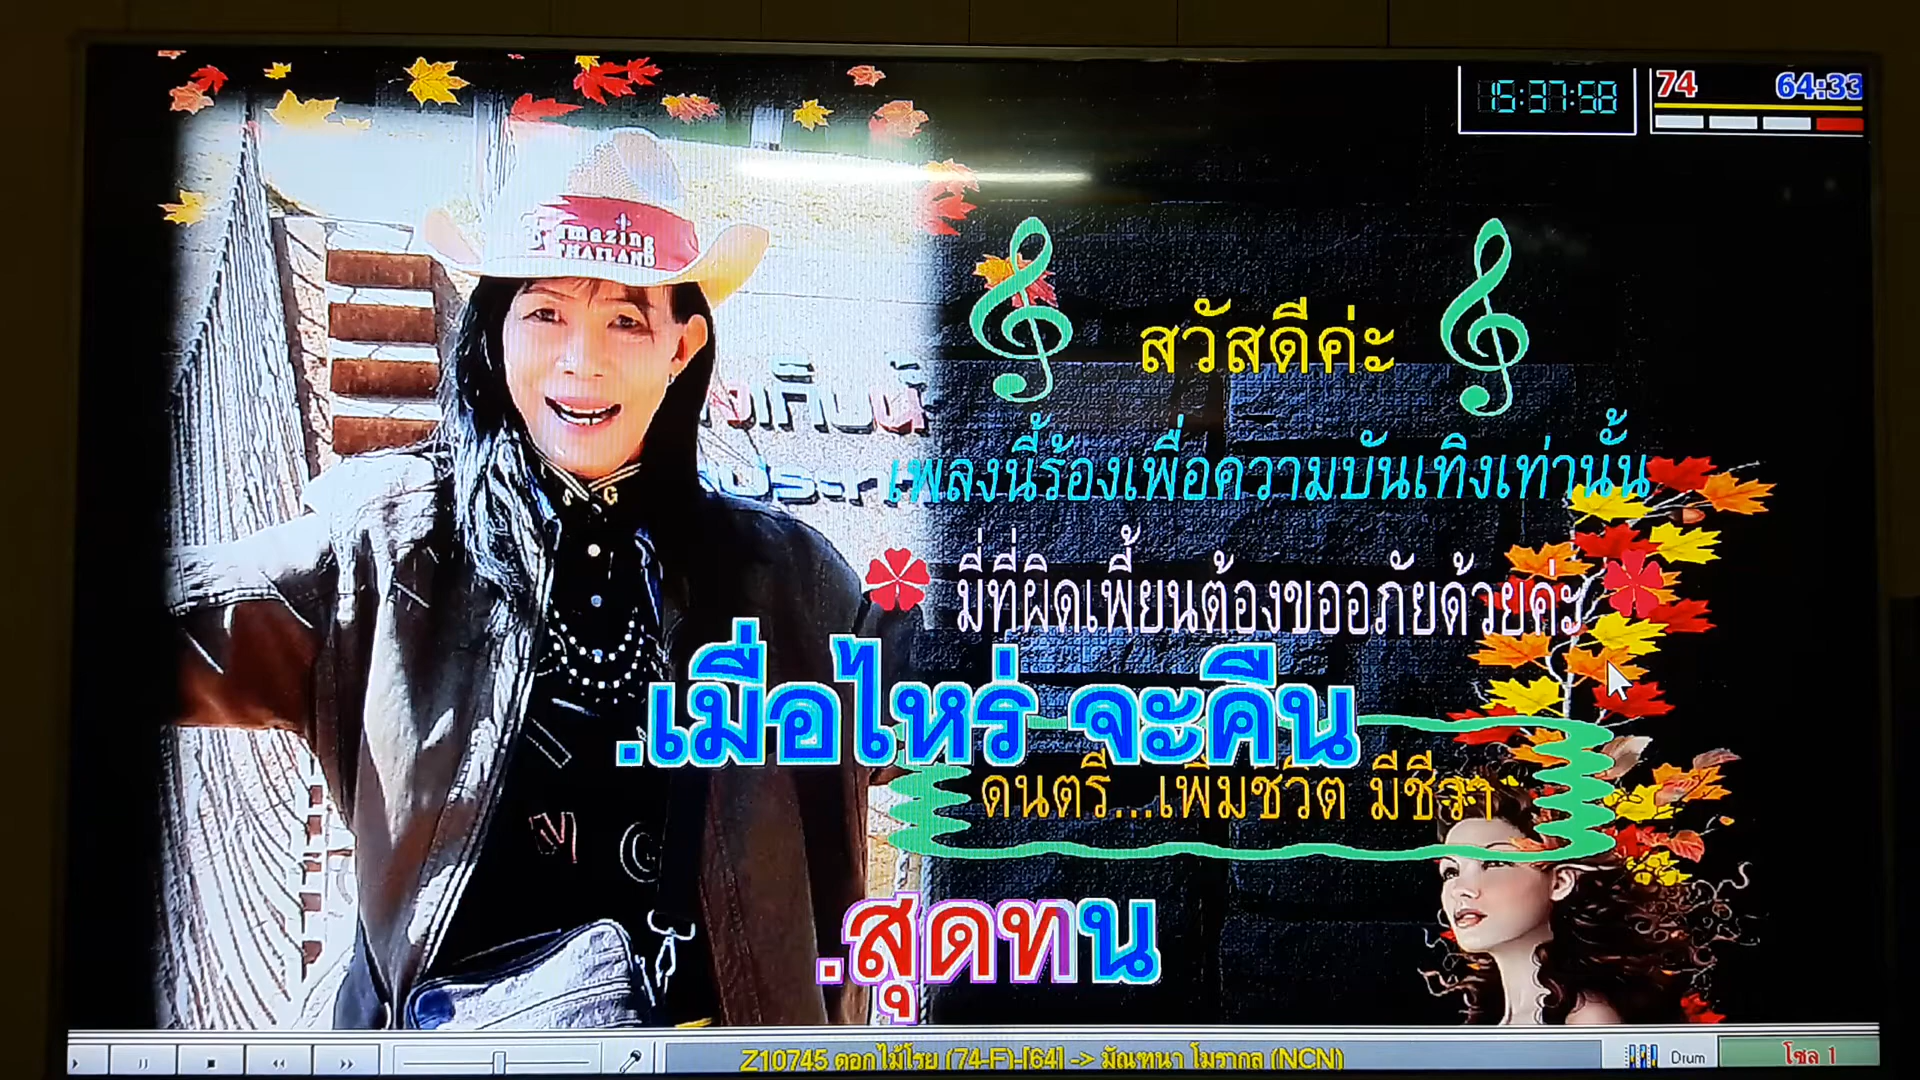 15:37:58
74 64:33
amazing
THAILAND
สวัสดีค่ะ
เพลงนี้ร้องเพื่อความบันเทิงเท่านั้น
มี่ที่ผิดเพี้ยนต้องขออภัยด้วยค่ะ
S G
.เมื่อไหร่ จะคืน
ดนตรี...เพิ่มชีวิต มีชีวา
M G
.สุดทน
Z10745 ดอกไม้โรย (74-F)-[64] -> มัณฑนา โมรากุล (NCN)
Drum
โซล 1